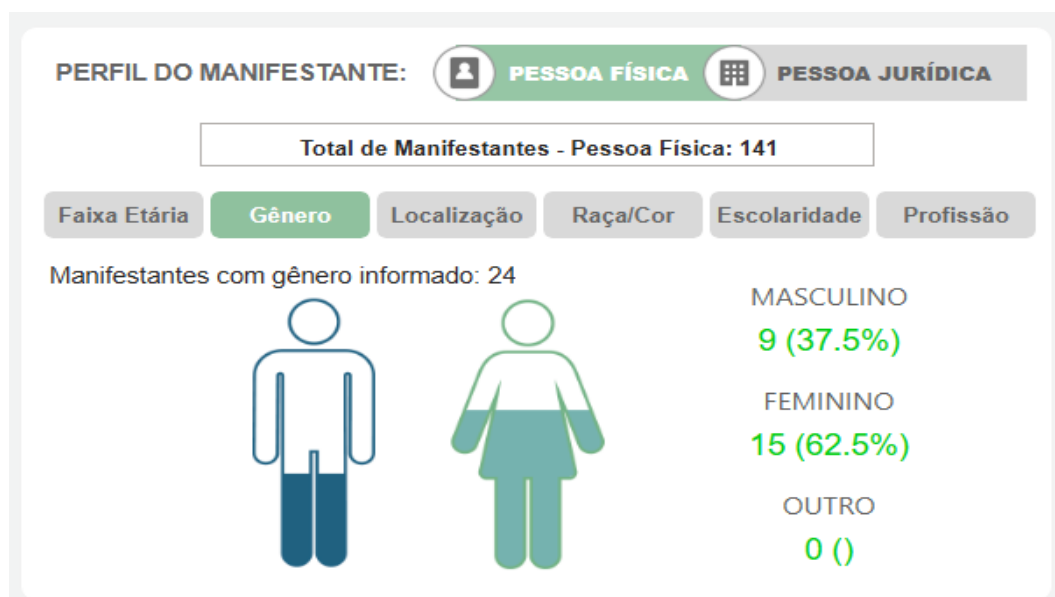 PERFIL DO MANIFESTANTE: PESSOA FÍSICA PESSOA JURÍDICA
Total de Manifestantes - Pessoa Física: 141
Faixa Etária Gênero Localização Raça/Cor Escolaridade Profissão
Manifestantes com gênero informado: 24
MASCULINO
9 (37.5%)
FEMININO
15 (62.5%)
OUTRO
0 ()